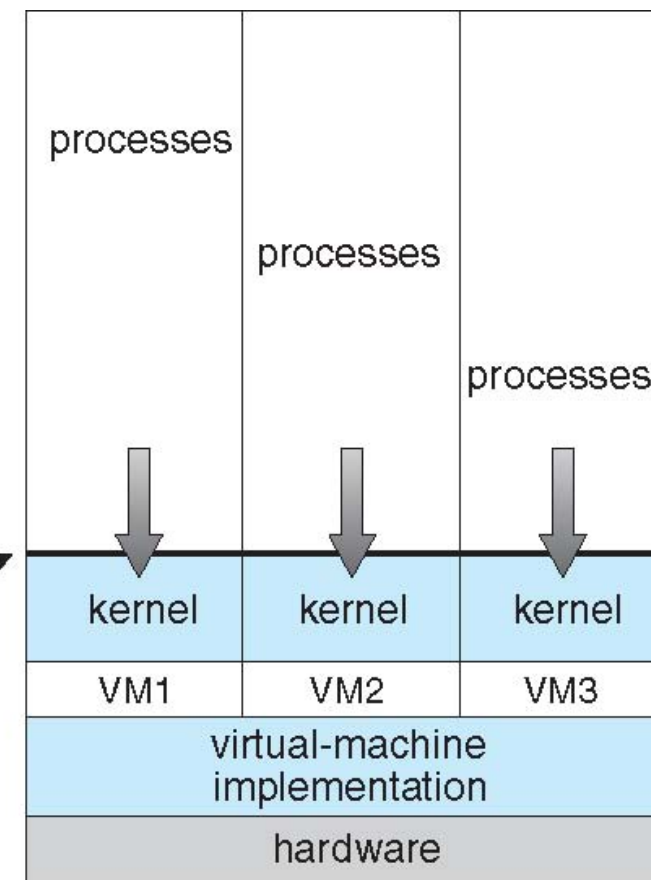 processes
processes
processes
kernel
kernel
kernel
VM1
VM2
VM3
virtual-machine
implementation
hardware